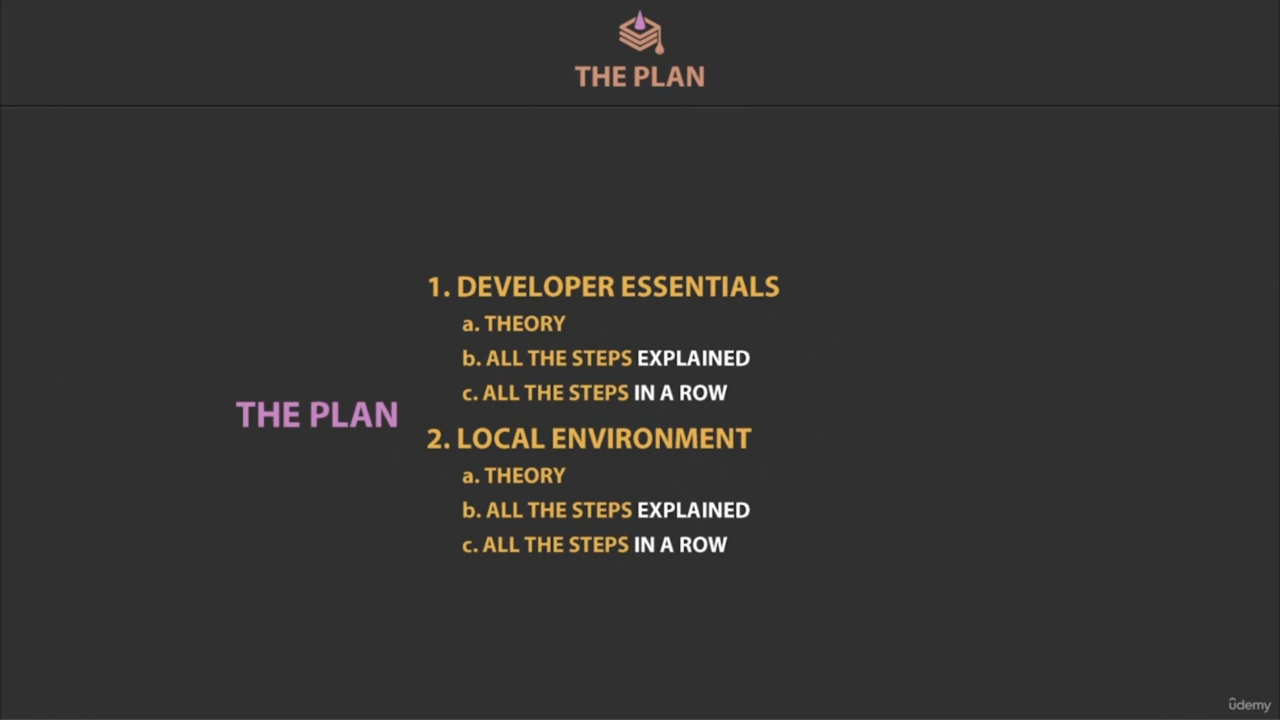 THE PLAN
1. DEVELOPER ESSENTIALS
a. THEORY
b. ALL THE STEPS EXPLAINED
c. ALL THE STEPS IN A ROW
THE PLAN
2. LOCAL ENVIRONMENT
a. THEORY
b. ALL THE STEPS EXPLAINED
c. ALL THE STEPS IN A ROW
ûdemy